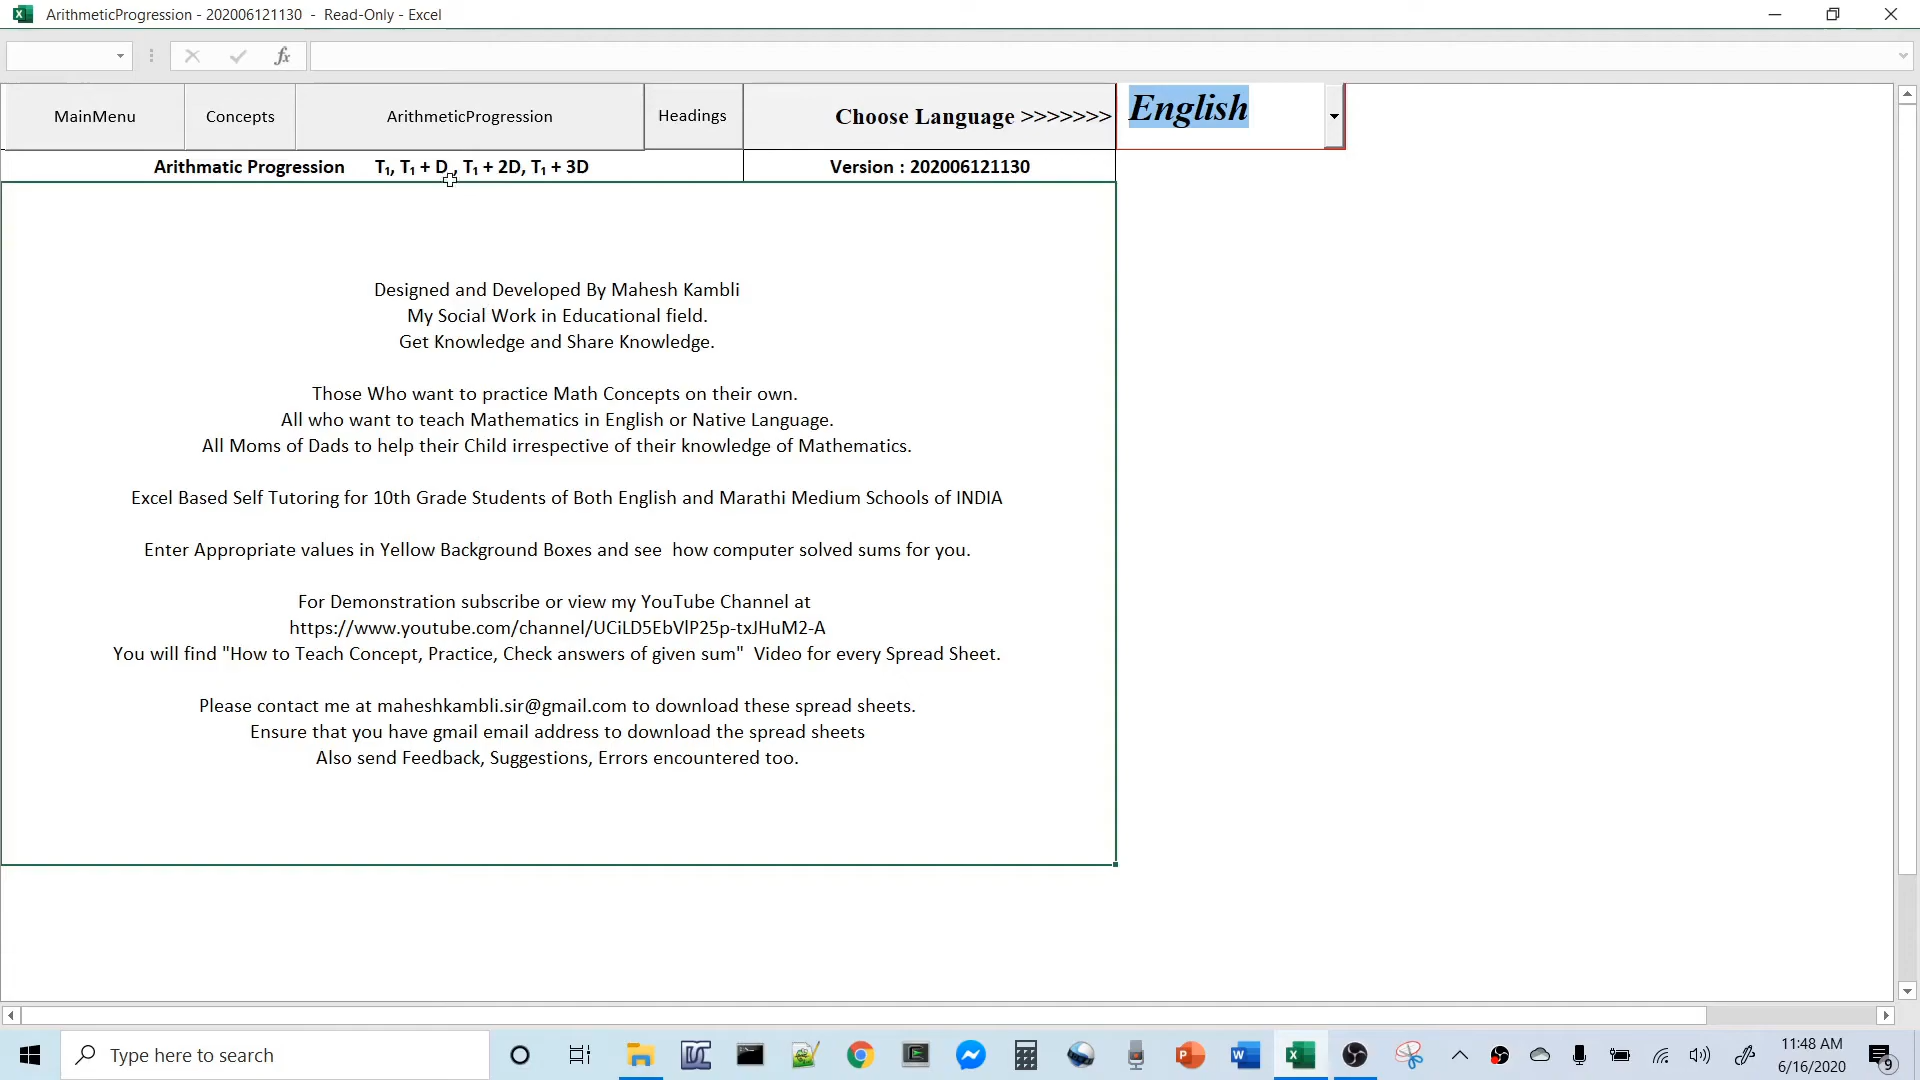 ArithmeticProgression - 202006121130 - Read-Only - Excel
fx
MainMenu
Concepts
ArithmeticProgression
Headings
Choose Language >>>>>>>
English
Arithmatic Progression T₁, T₁ + D , T₁ + 2D, T₁ + 3D
Version : 202006121130
Designed and Developed By Mahesh Kambli
My Social Work in Educational field.
Get Knowledge and Share Knowledge.
Those Who want to practice Math Concepts on their own.
All who want to teach Mathematics in English or Native Language.
All Moms of Dads to help their Child irrespective of their knowledge of Mathematics.
Excel Based Self Tutoring for 10th Grade Students of Both English and Marathi Medium Schools of INDIA
Enter Appropriate values in Yellow Background Boxes and see  how computer solved sums for you.
For Demonstration subscribe or view my YouTube Channel at
https://www.youtube.com/channel/UCiLD5EbVlP25p-txJHuM2-A
You will find "How to Teach Concept, Practice, Check answers of given sum"  Video for every Spread Sheet.
Please contact me at maheshkambli.sir@gmail.com to download these spread sheets.
Ensure that you have gmail email address to download the spread sheets
Also send Feedback, Suggestions, Errors encountered too.
Type here to search
11:48 AM
6/16/2020
9